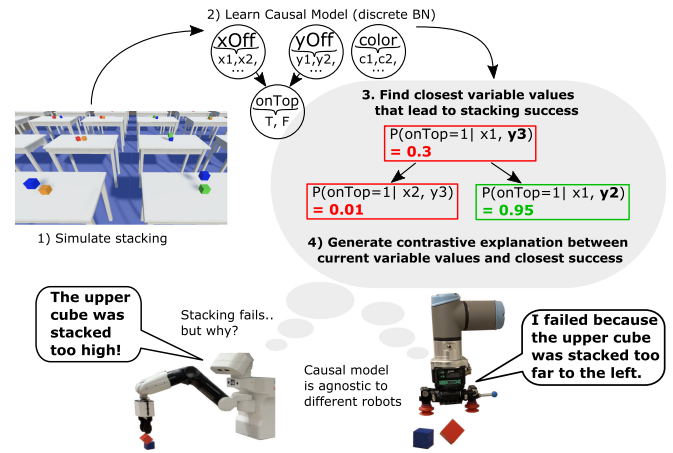 2) Learn Causal Model (discrete BN)
xOff
x1,x2,
...
yOff
y1,y2,
...
color
c1,c2,
...
onTop
T, F
1) Simulate stacking
3. Find closest variable values
that lead to stacking success
P(onTop=1| x1, y3)
= 0.3
P(onTop=1| x2, y3)
= 0.01
P(onTop=1| x1, y2)
= 0.95
4) Generate contrastive explanation between
current variable values and closest success
The upper
cube was
stacked
too high!
Stacking fails..
but why?
Causal model
is agnostic to
different robots
I failed because
the upper cube
was stacked too
far to the left.